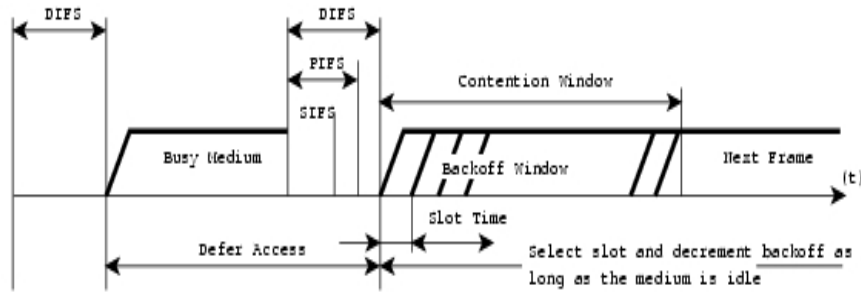 DIFS
DIFS
PIFS
Contention Window
SIFS
Busy Medium
Backoff Window
Next Frame
(t)
Slot Time
Defer Access
Select slot and decrement backoff as
long as the medium is idle